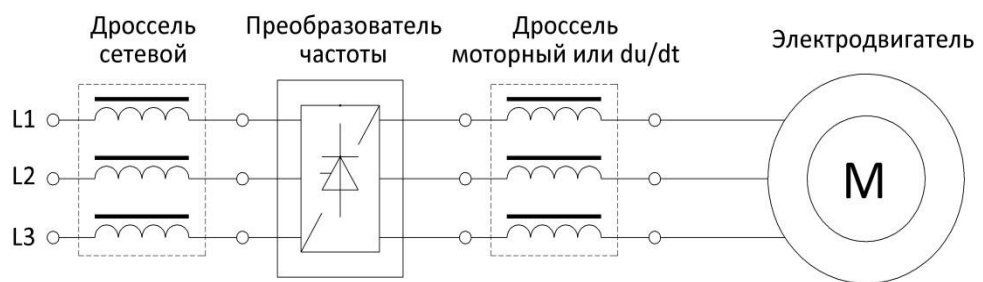 Дроссель
сетевой
Преобразователь
частоты
Дроссель
моторный или du/dt
Электродвигатель
L1
L2
L3
M